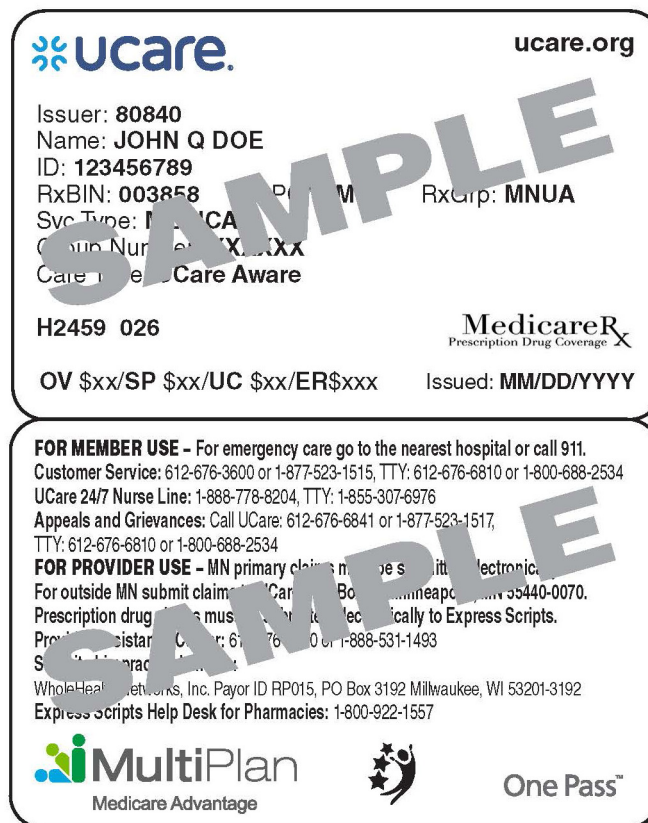 ucare.
ucare.org
Issuer: 80840
Name: JOHN Q DOE
ID: 123456789
RxBIN: 003858 RxGrp: MNUA
Svc Type:
Care UCare Aware
H2459 026
MedicareRx
Prescription Drug Coverage
OV $xx/SP $xx/UC $xx/ER$xxx Issued: MM/DD/YYYY
SAMPLE
FOR MEMBER USE – For emergency care go to the nearest hospital or call 911.
Customer Service: 612-676-3600 or 1-877-523-1515, TTY: 612-676-6810 or 1-800-688-2534
UCare 24/7 Nurse Line: 1-888-778-8204, TTY: 1-855-307-6976
Appeals and Grievances: Call UCare: 612-676-6841 or 1-877-523-1517,
TTY: 612-676-6810 or 1-800-688-2534
FOR PROVIDER USE – MN primary claims
For outside MN submit 55440-0070.
Prescription drug to Express Scripts.
1-888-531-1493
Inc. Payor ID RP015, PO Box 3192 Millwaukee, WI 53201-3192
Express Scripts Help Desk for Pharmacies: 1-800-922-1557
SAMPLE
MultiPlan
Medicare Advantage
One Pass™